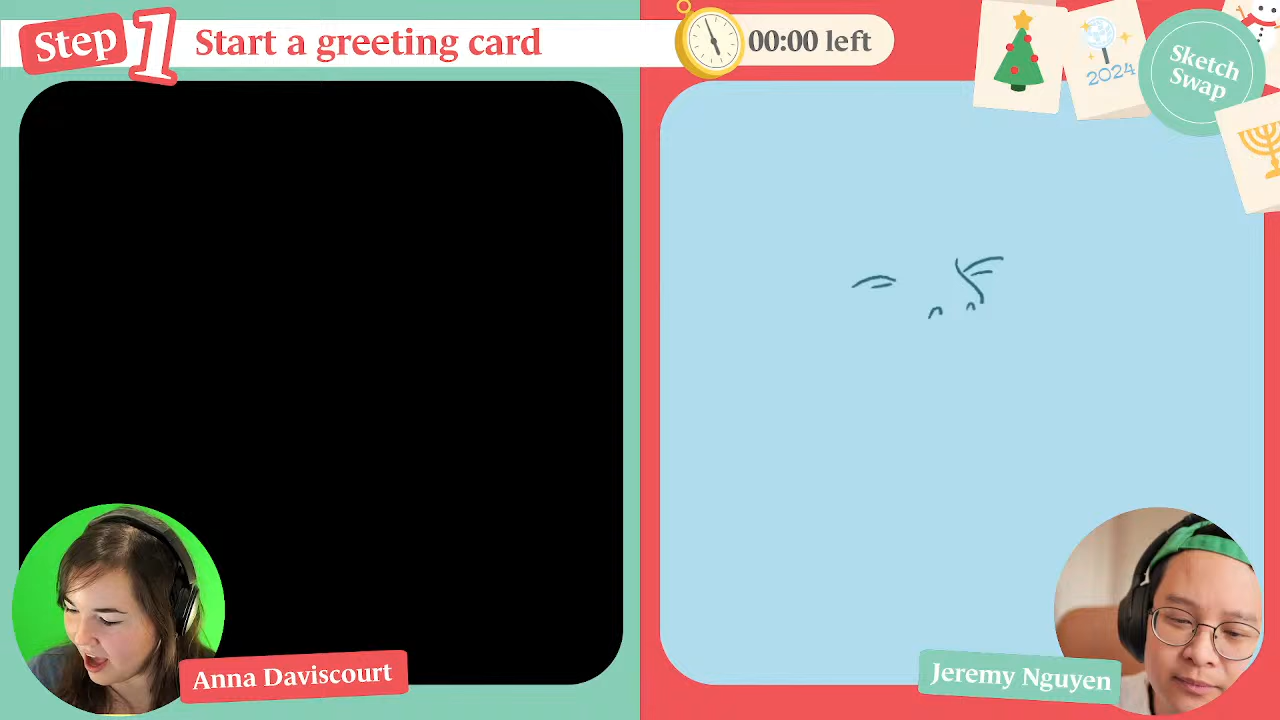 Step 1 Start a greeting card
00:00 left
2024
Sketch
Swap
Anna Daviscourt
Jeremy Nguyen